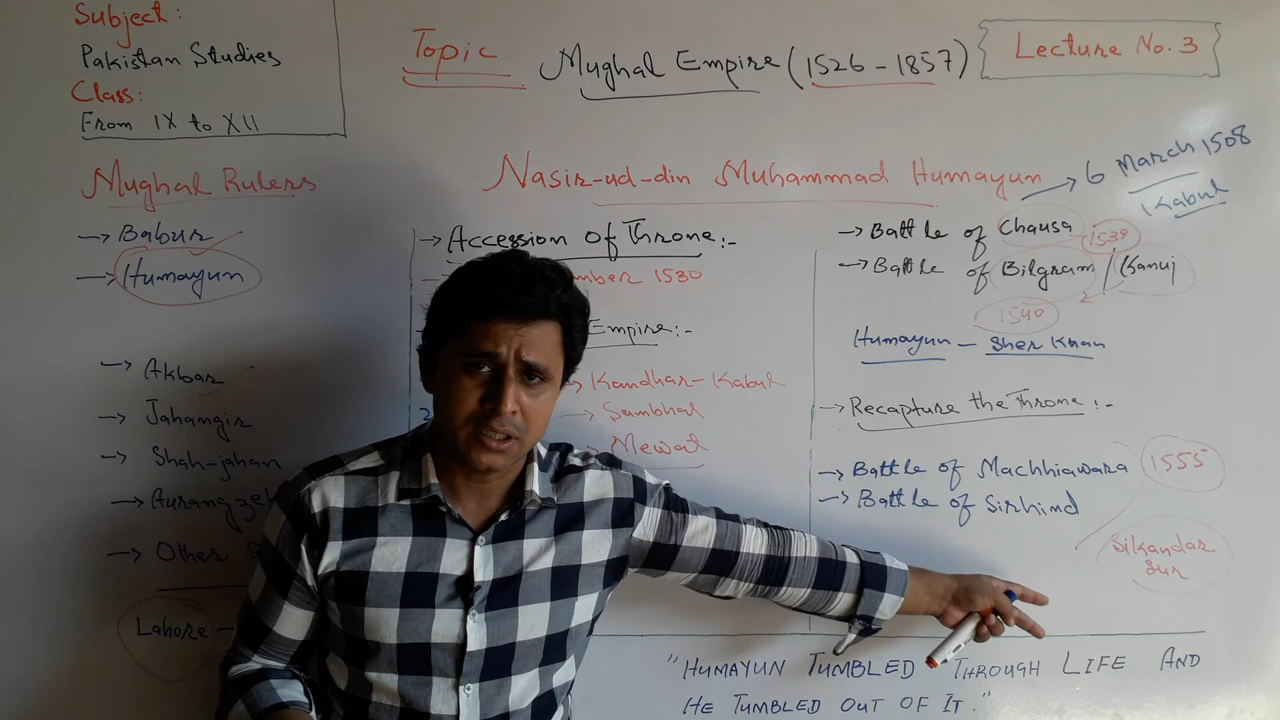 Subject:
Pakistan Studies
Class:
From IX to XII
Topic
Mughal Empire (1526 - 1857)
Lecture No. 3
Mughal Rulers
→ Babur
→ Humayun
→ Akbar
→ Jahangir
→ Shah-jahan
→ Aurangzeb
→ Other
Lahore -
Nasir-ud-din Muhammad Humayun → 6 March 1508
Kabul
→ Accession of Throne:-
mber 1530
Empire:-
→ Kandhar - Kabul
→ Sambhal
→ Mewat
→ Battle of Chausa 1539
→ Battle of Bilgram / (Kanuj
1540
Humayun - Sher Khan
→ Recapture the Throne:-
→ Battle of Machhiawara 1555
→ Battle of Sirhind
Sikandar
Sur
"HUMAYUN TUMBLED THROUGH LIFE AND
HE TUMBLED OUT OF IT."